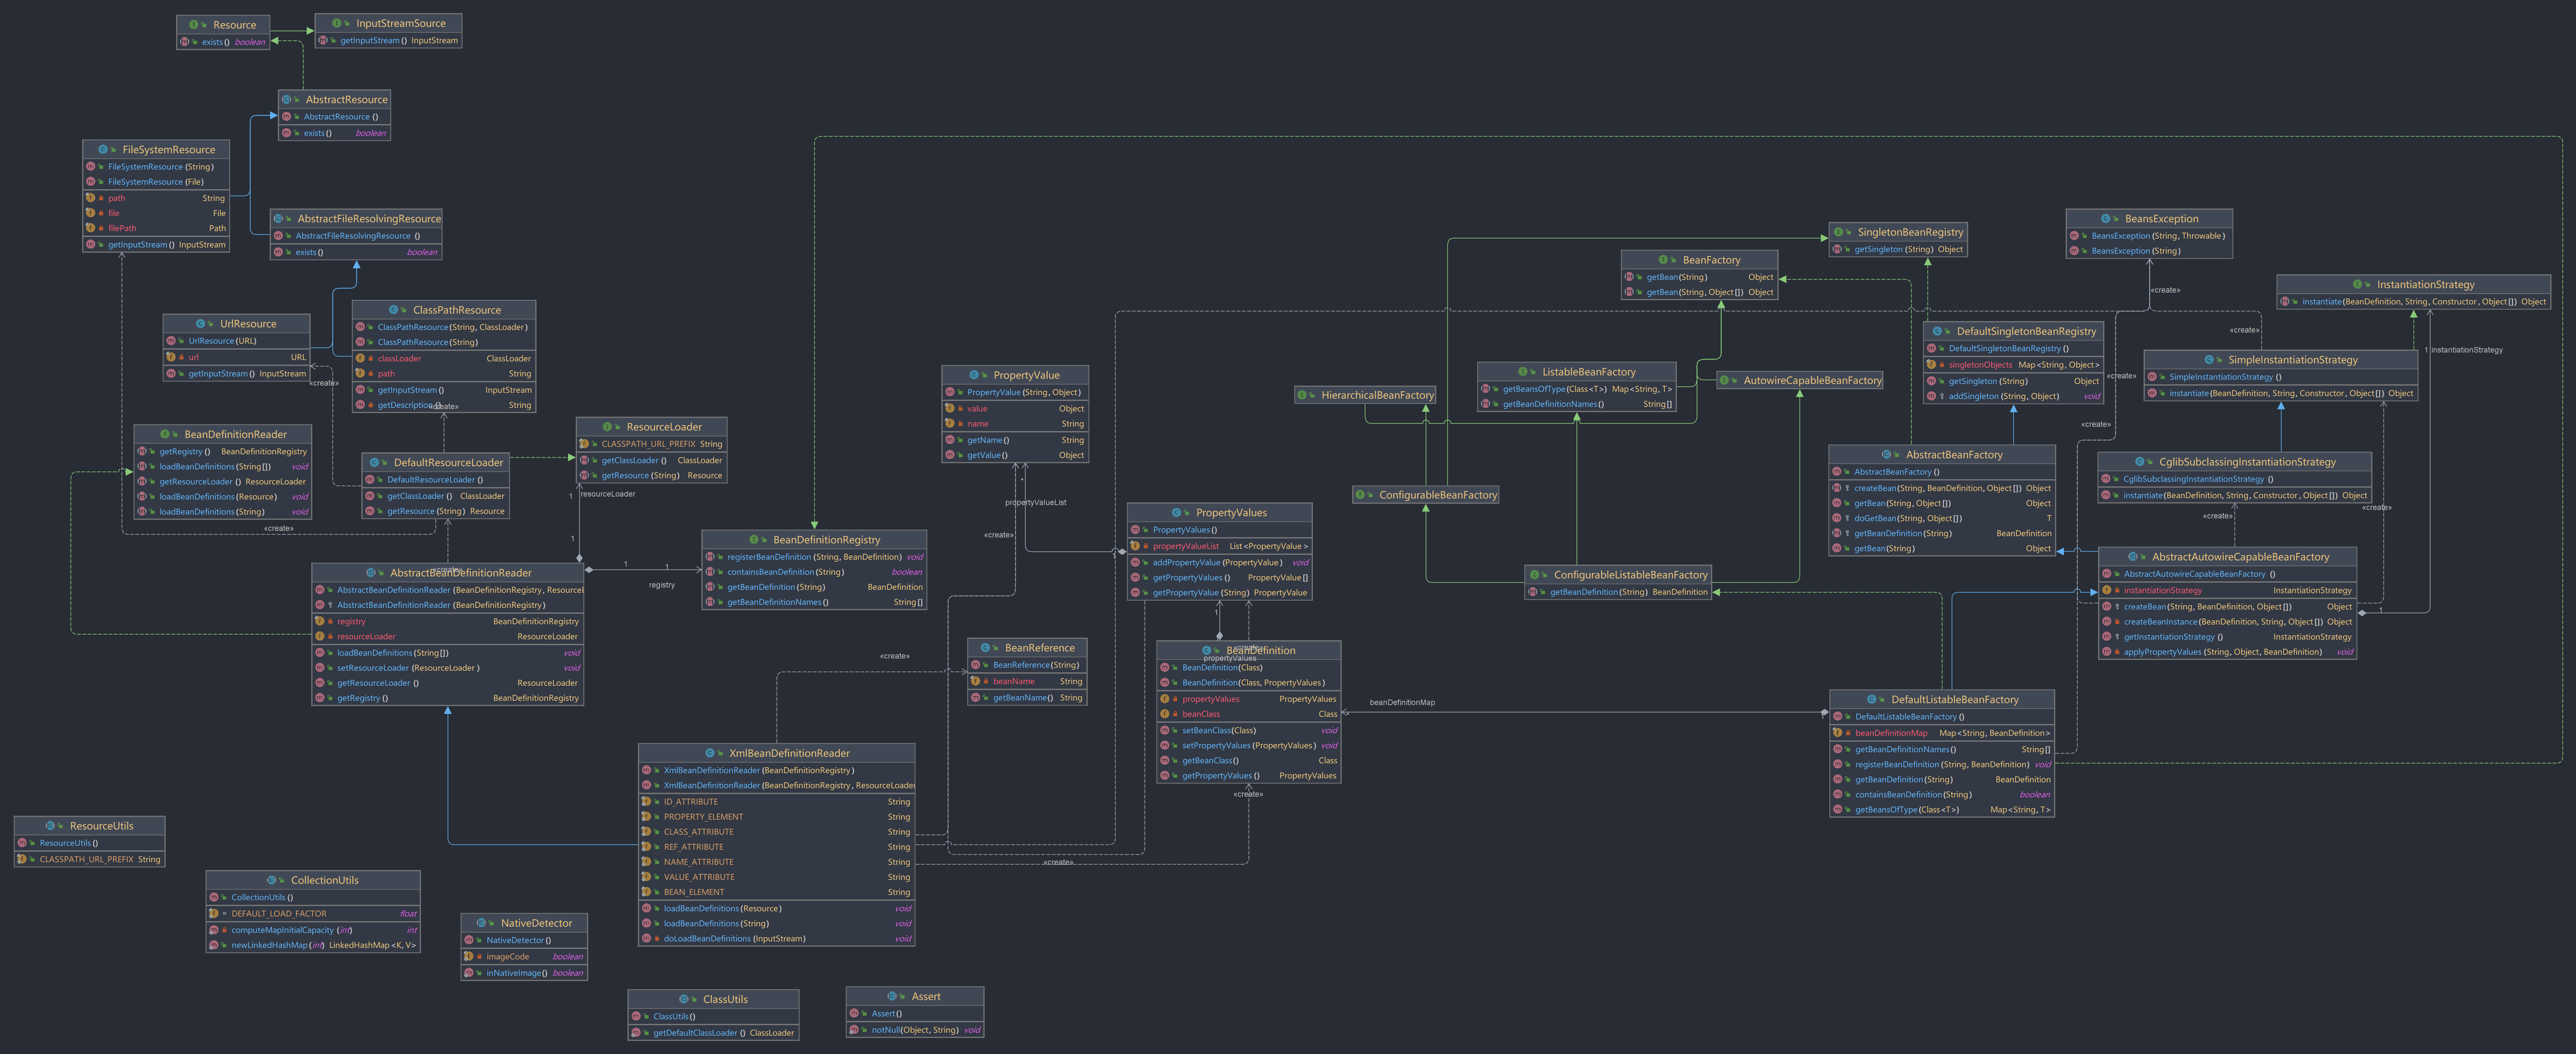 Resource
exists() boolean
InputStreamSource
getInputStream() InputStream
AbstractResource
AbstractResource()
exists() boolean
FileSystemResource
FileSystemResource(String)
FileSystemResource(File)
path String
file File
filePath Path
getInputStream() InputStream
AbstractFileResolvingResource
AbstractFileResolvingResource()
exists() boolean
UrlResource
UrlResource(URL)
url URL
getInputStream() InputStream
«create»
ClassPathResource
ClassPathResource(String, ClassLoader)
ClassPathResource(String)
classLoader ClassLoader
path String
getInputStream() InputStream
getDescription() String
«create»
BeanDefinitionReader
getRegistry() BeanDefinitionRegistry
loadBeanDefinitions(String[]) void
getResourceLoader() ResourceLoader
loadBeanDefinitions(Resource) void
loadBeanDefinitions(String) void
«create»
DefaultResourceLoader
DefaultResourceLoader()
getClassLoader() ClassLoader
getResource(String) Resource
ResourceLoader
CLASSPATH_URL_PREFIX String
getClassLoader() ClassLoader
getResource(String) Resource
1
resourceLoader
1
«create»
AbstractBeanDefinitionReader
AbstractBeanDefinitionReader(BeanDefinitionRegistry, ResourceL
AbstractBeanDefinitionReader(BeanDefinitionRegistry)
registry BeanDefinitionRegistry
resourceLoader ResourceLoader
loadBeanDefinitions(String[]) void
setResourceLoader(ResourceLoader) void
getResourceLoader() ResourceLoader
getRegistry() BeanDefinitionRegistry
1
1
registry
BeanDefinitionRegistry
registerBeanDefinition(String, BeanDefinition) void
containsBeanDefinition(String) boolean
getBeanDefinition(String) BeanDefinition
getBeanDefinitionNames() String[]
PropertyValue
PropertyValue(String, Object)
value Object
name String
getName() String
getValue() Object
*
propertyValueList
«create»
1
PropertyValues
PropertyValues()
propertyValueList List<PropertyValue>
addPropertyValue(PropertyValue) void
getPropertyValues() PropertyValue[]
getPropertyValue(String) PropertyValue
1
BeanReference
BeanReference(String)
beanName String
getBeanName() String
«create»
«create»
propertyValues
BeanDefinition
BeanDefinition(Class)
BeanDefinition(Class, PropertyValues)
propertyValues PropertyValues
beanClass Class
setBeanClass(Class) void
setPropertyValues(PropertyValues) void
getBeanClass() Class
getPropertyValues() PropertyValues
«create»
beanDefinitionMap
1
XmlBeanDefinitionReader
XmlBeanDefinitionReader(BeanDefinitionRegistry)
XmlBeanDefinitionReader(BeanDefinitionRegistry, ResourceLoader
ID_ATTRIBUTE String
PROPERTY_ELEMENT String
CLASS_ATTRIBUTE String
REF_ATTRIBUTE String
NAME_ATTRIBUTE String
VALUE_ATTRIBUTE String
BEAN_ELEMENT String
loadBeanDefinitions(Resource) void
loadBeanDefinitions(String) void
doLoadBeanDefinitions(InputStream) void
«create»
HierarchicalBeanFactory
ListableBeanFactory
getBeansOfType(Class<T>) Map<String, T>
getBeanDefinitionNames() String[]
BeanFactory
getBean(String) Object
getBean(String, Object[]) Object
AutowireCapableBeanFactory
ConfigurableBeanFactory
ConfigurableListableBeanFactory
getBeanDefinition(String) BeanDefinition
SingletonBeanRegistry
getSingleton(String) Object
DefaultSingletonBeanRegistry
DefaultSingletonBeanRegistry()
singletonObjects Map<String, Object>
getSingleton(String) Object
addSingleton(String, Object) void
AbstractBeanFactory
AbstractBeanFactory()
createBean(String, BeanDefinition, Object[]) Object
getBean(String, Object[]) Object
doGetBean(String, Object[]) T
getBeanDefinition(String) BeanDefinition
getBean(String) Object
BeansException
BeansException(String, Throwable)
BeansException(String)
«create»
«create»
«create»
«create»
InstantiationStrategy
instantiate(BeanDefinition, String, Constructor, Object[]) Object
1
instantiationStrategy
SimpleInstantiationStrategy
SimpleInstantiationStrategy()
instantiate(BeanDefinition, String, Constructor, Object[]) Object
CglibSubclassingInstantiationStrategy
CglibSubclassingInstantiationStrategy()
instantiate(BeanDefinition, String, Constructor, Object[]) Object
«create»
«create»
AbstractAutowireCapableBeanFactory
AbstractAutowireCapableBeanFactory()
instantiationStrategy InstantiationStrategy
createBean(String, BeanDefinition, Object[]) Object
createBeanInstance(BeanDefinition, String, Object[]) Object
getInstantiationStrategy() InstantiationStrategy
applyPropertyValues(String, Object, BeanDefinition) void
1
DefaultListableBeanFactory
DefaultListableBeanFactory()
beanDefinitionMap Map<String, BeanDefinition>
getBeanDefinitionNames() String[]
registerBeanDefinition(String, BeanDefinition) void
getBeanDefinition(String) BeanDefinition
containsBeanDefinition(String) boolean
getBeansOfType(Class<T>) Map<String, T>
ResourceUtils
ResourceUtils()
CLASSPATH_URL_PREFIX String
CollectionUtils
CollectionUtils()
DEFAULT_LOAD_FACTOR float
computeMapInitialCapacity(int) int
newLinkedHashMap(int) LinkedHashMap<K, V>
NativeDetector
NativeDetector()
imageCode boolean
inNativeImage() boolean
ClassUtils
ClassUtils()
getDefaultClassLoader() ClassLoader
Assert
Assert()
notNull(Object, String) void